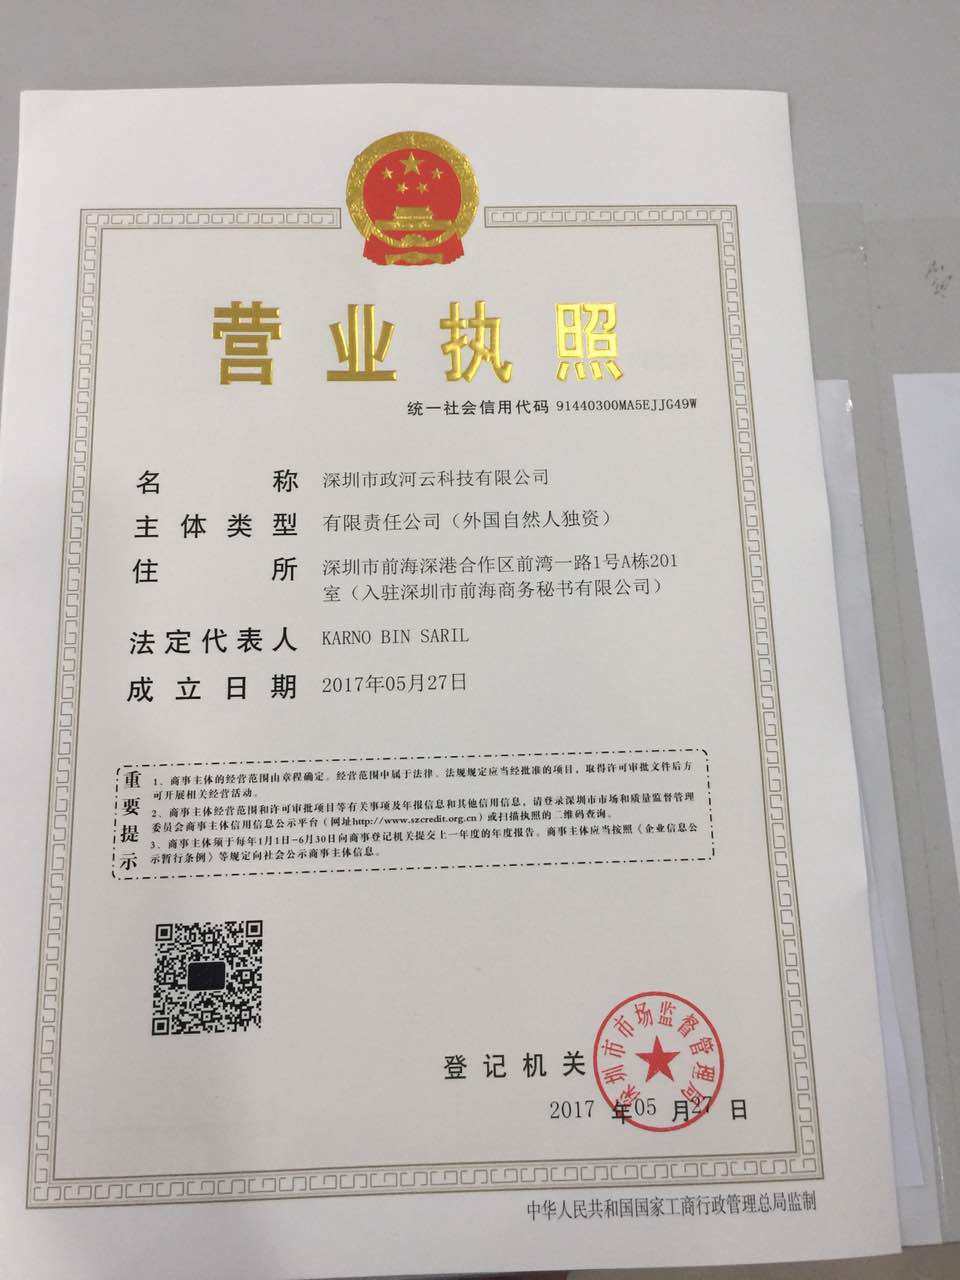 营业执照
统一社会信用代码 91440300MA5EJJG49W
名称 深圳市政河云科技有限公司
主体类型 有限责任公司（外国自然人独资）
住所 深圳市前海深港合作区前湾一路1号A栋201
室（入驻深圳市前海商务秘书有限公司）
法定代表人 KARNO BIN SARIL
成立日期 2017年05月27日
重要提示
1、商事主体的经营范围由章程确定。经营范围中属于法律、法规规定应当经批准的项目，取得许可审批文件后方
可开展相关经营活动。
2、商事主体经营范围和许可审批项目等有关事项及年报信息和其他信用信息，请登录深圳市市场和质量监督管理
委员会商事主体信用信息公示平台（网址http://www.szcredit.org.cn）或扫描执照的二维码查询。
3、商事主体须于每年1月1日-6月30日向商事登记机关提交上一年度的年度报告。商事主体应当按照《企业信息公
示暂行条例》等规定向社会公示商事主体信息。
深圳市市场监督管理局
登记机关
2017 年 05 月 27 日
中华人民共和国国家工商行政管理总局监制